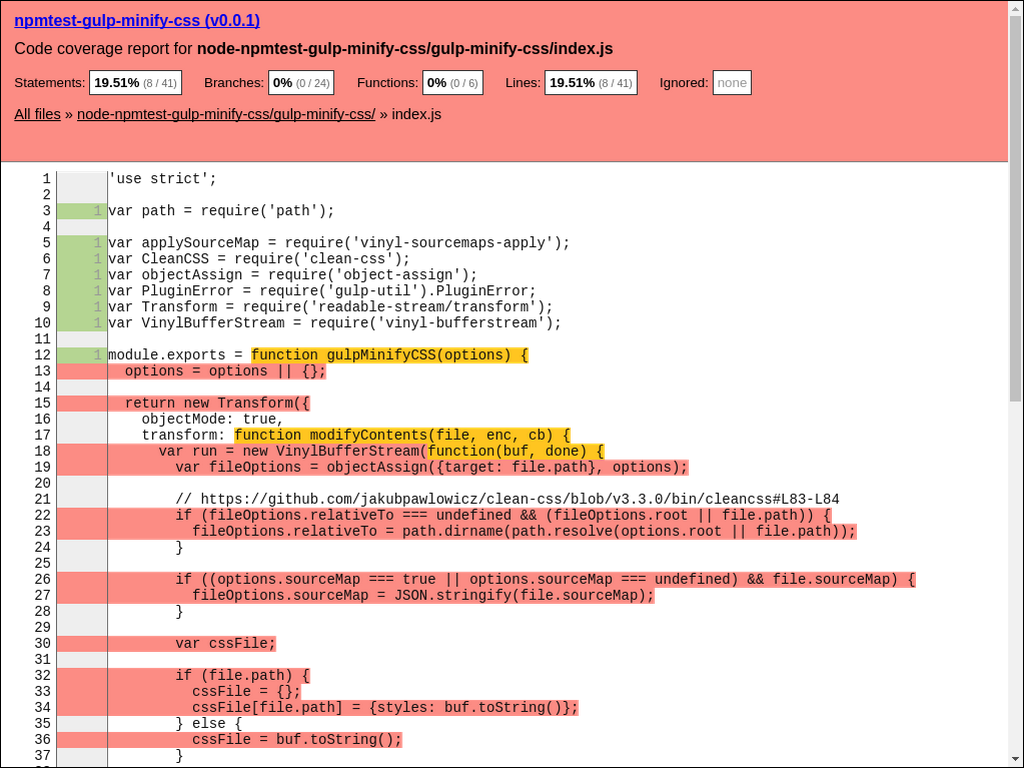 npmtest-gulp-minify-css (v0.0.1)
Code coverage report for node-npmtest-gulp-minify-css/gulp-minify-css/index.js
Statements: 19.51% (8 / 41) Branches: 0% (0 / 24) Functions: 0% (0 / 6) Lines: 19.51% (8 / 41) Ignored: none
All files » node-npmtest-gulp-minify-css/gulp-minify-css/ » index.js
1 'use strict';
2
3 1 var path = require('path');
4
5 1 var applySourceMap = require('vinyl-sourcemaps-apply');
6 1 var CleanCSS = require('clean-css');
7 1 var objectAssign = require('object-assign');
8 1 var PluginError = require('gulp-util').PluginError;
9 1 var Transform = require('readable-stream/transform');
10 1 var VinylBufferStream = require('vinyl-bufferstream');
11
12 1 module.exports = function gulpMinifyCSS(options) {
13   options = options || {};
14
15   return new Transform({
16     objectMode: true,
17     transform: function modifyContents(file, enc, cb) {
18       var run = new VinylBufferStream(function(buf, done) {
19         var fileOptions = objectAssign({target: file.path}, options);
20
21         // https://github.com/jakubpawlowicz/clean-css/blob/v3.3.0/bin/cleancss#L83-L84
22         if (fileOptions.relativeTo === undefined && (fileOptions.root || file.path)) {
23           fileOptions.relativeTo = path.dirname(path.resolve(options.root || file.path));
24         }
25
26         if ((options.sourceMap === true || options.sourceMap === undefined) && file.sourceMap) {
27           fileOptions.sourceMap = JSON.stringify(file.sourceMap);
28         }
29
30         var cssFile;
31
32         if (file.path) {
33           cssFile = {};
34           cssFile[file.path] = {styles: buf.toString()};
35         } else {
36           cssFile = buf.toString();
37         }